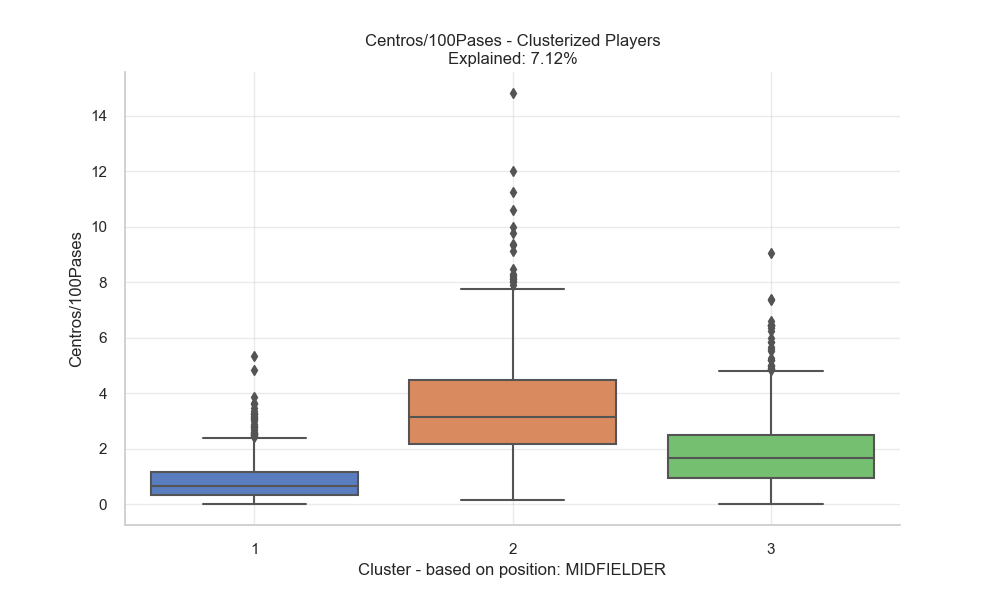 Centros/100Pases - Clusterized Players
Explained: 7.12%
Centros/100Pases
14
12
10
8
6
4
2
0
1
2
3
Cluster - based on position: MIDFIELDER